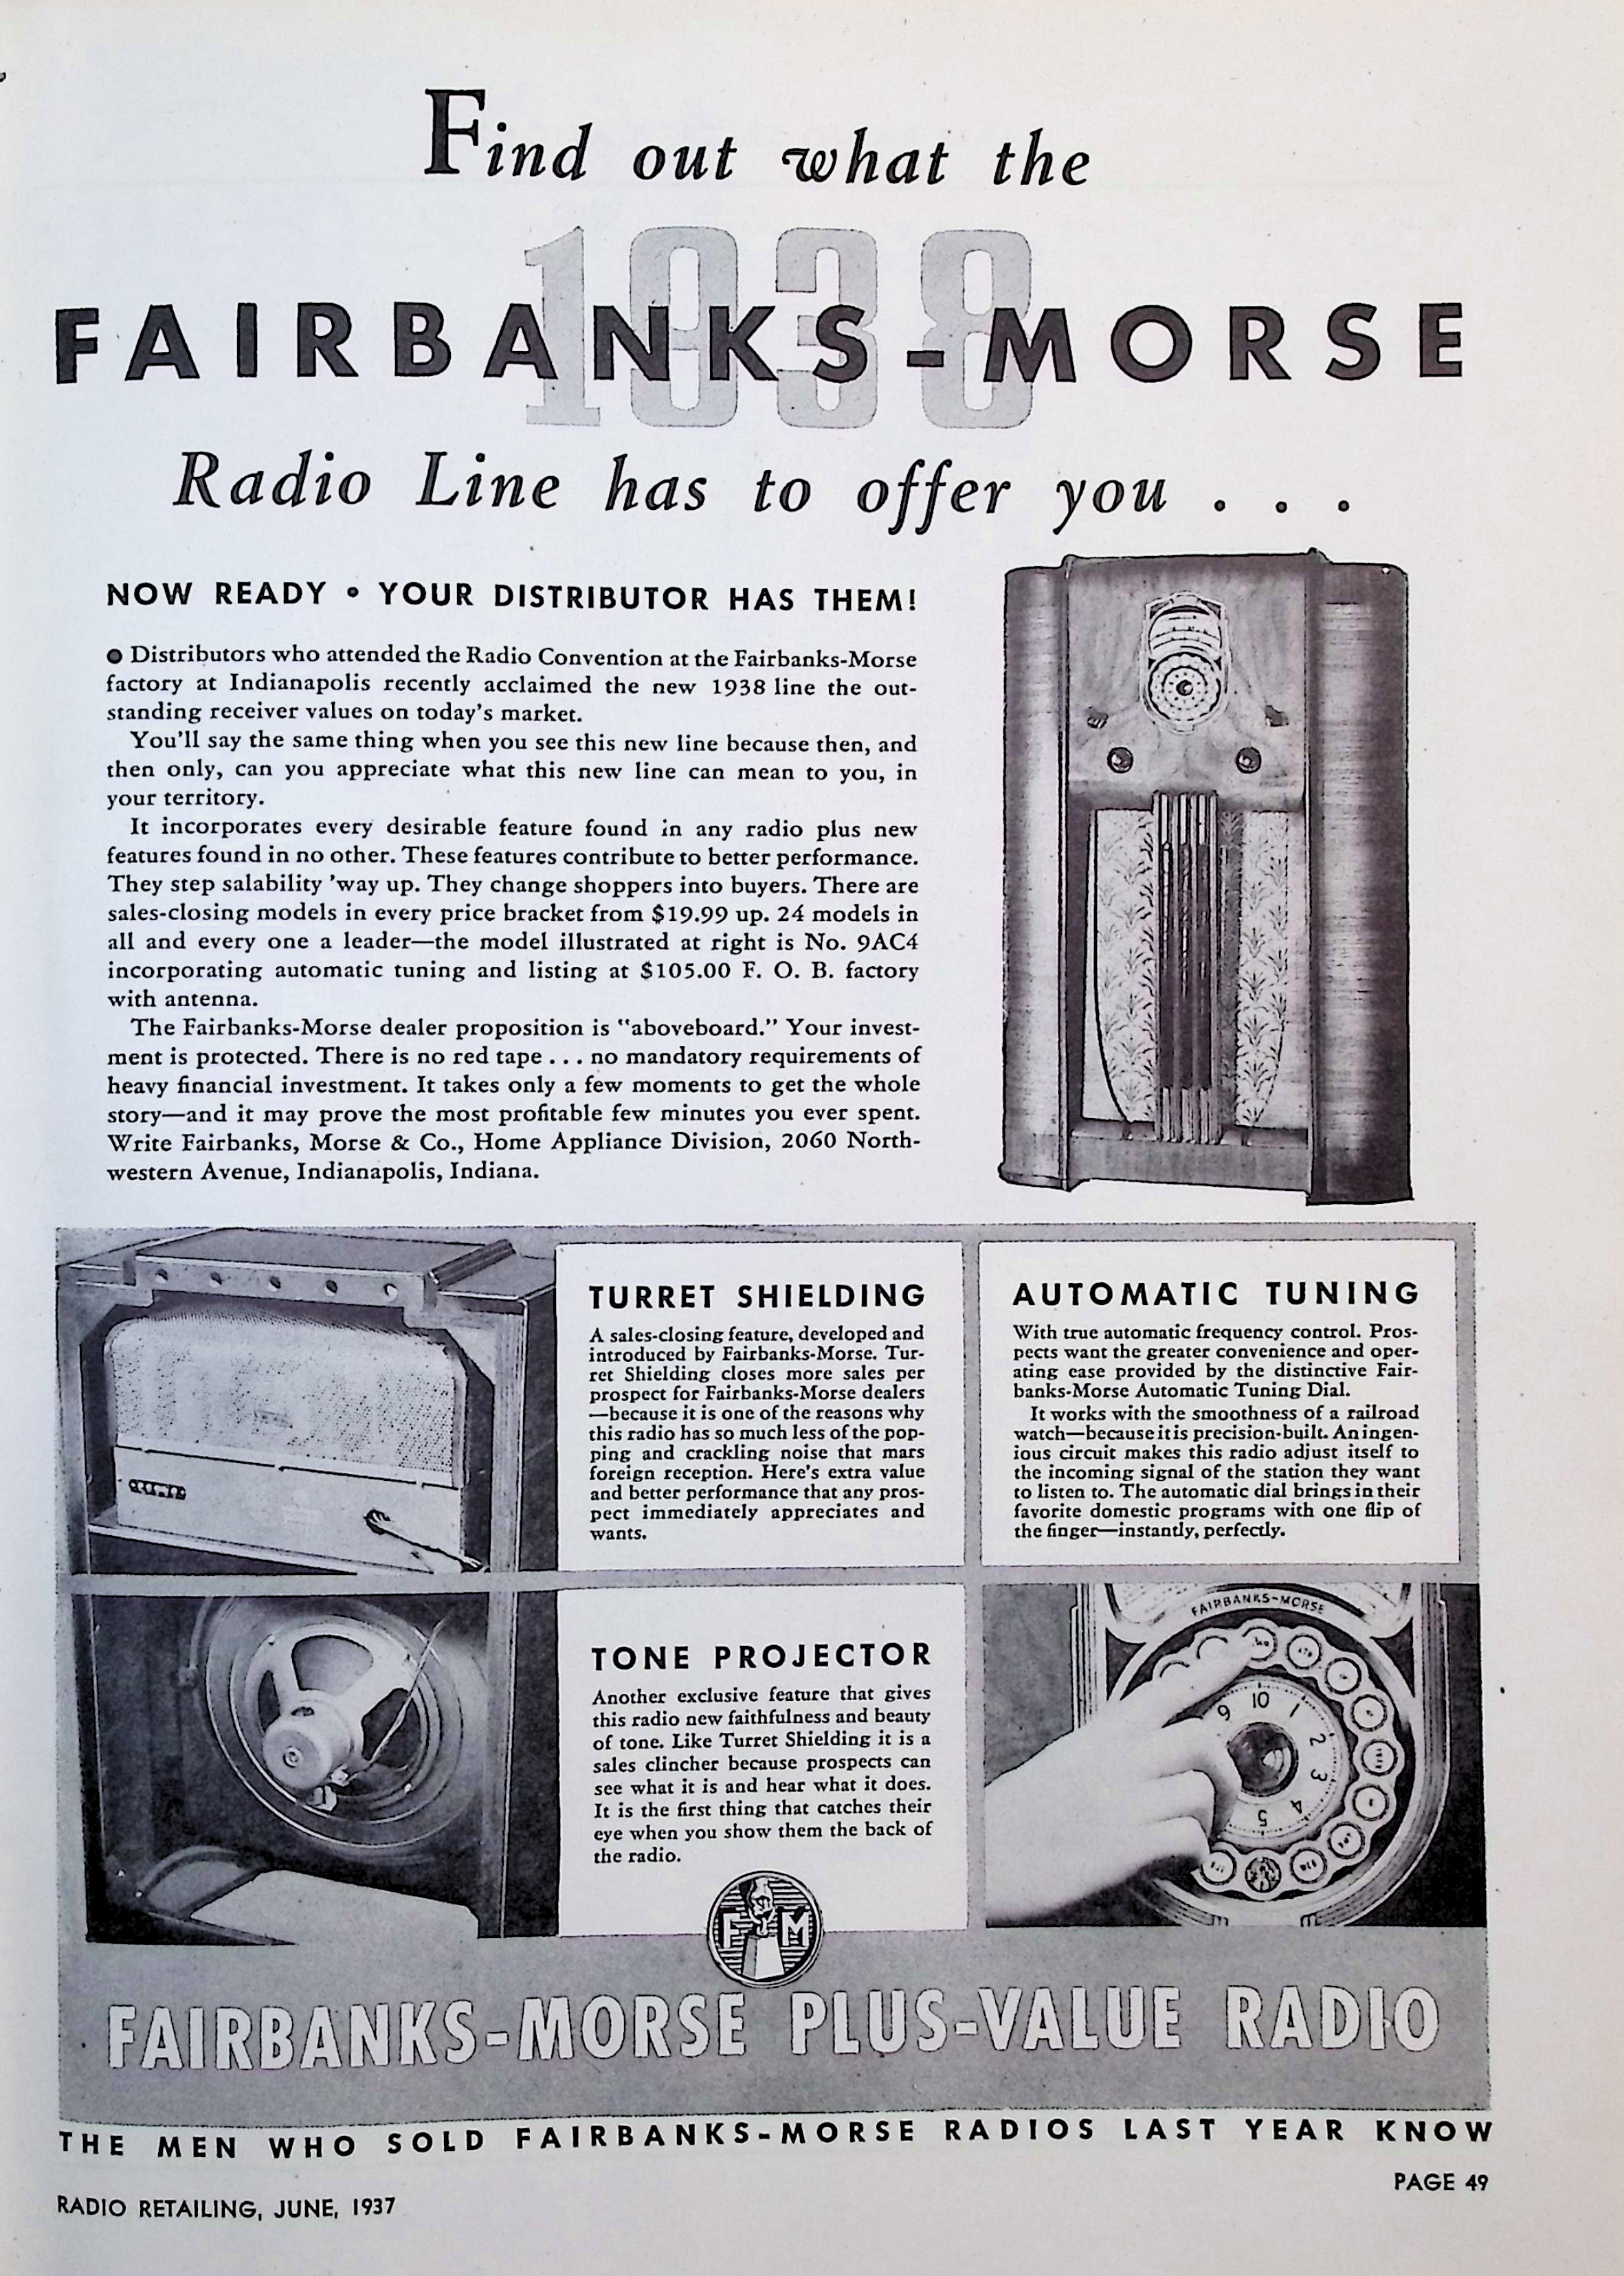 Find out what the
1938
FAIRBANKS-MORSE
Radio Line has to offer you . . .
NOW READY • YOUR DISTRIBUTOR HAS THEM!
● Distributors who attended the Radio Convention at the Fairbanks-Morse
factory at Indianapolis recently acclaimed the new 1938 line the out-
standing receiver values on today's market.
You'll say the same thing when you see this new line because then, and
then only, can you appreciate what this new line can mean to you, in
your territory.
It incorporates every desirable feature found in any radio plus new
features found in no other. These features contribute to better performance.
They step salability 'way up. They change shoppers into buyers. There are
sales-closing models in every price bracket from $19.99 up. 24 models in
all and every one a leader—the model illustrated at right is No. 9AC4
incorporating automatic tuning and listing at $105.00 F. O. B. factory
with antenna.
The Fairbanks-Morse dealer proposition is "aboveboard." Your invest-
ment is protected. There is no red tape . . . no mandatory requirements of
heavy financial investment. It takes only a few moments to get the whole
story—and it may prove the most profitable few minutes you ever spent.
Write Fairbanks, Morse & Co., Home Appliance Division, 2060 North-
western Avenue, Indianapolis, Indiana.
TURRET SHIELDING
A sales-closing feature, developed and
introduced by Fairbanks-Morse. Tur-
ret Shielding closes more sales per
prospect for Fairbanks-Morse dealers
—because it is one of the reasons why
this radio has so much less of the pop-
ping and crackling noise that mars
foreign reception. Here's extra value
and better performance that any pros-
pect immediately appreciates and
wants.
AUTOMATIC TUNING
With true automatic frequency control. Pros-
pects want the greater convenience and oper-
ating ease provided by the distinctive Fair-
banks-Morse Automatic Tuning Dial.
It works with the smoothness of a railroad
watch—because it is precision-built. An ingen-
ious circuit makes this radio adjust itself to
the incoming signal of the station they want
to listen to. The automatic dial brings in their
favorite domestic programs with one flip of
the finger—instantly, perfectly.
TONE PROJECTOR
Another exclusive feature that gives
this radio new faithfulness and beauty
of tone. Like Turret Shielding it is a
sales clincher because prospects can
see what it is and hear what it does.
It is the first thing that catches their
eye when you show them the back of
the radio.
FAIRBANKS-MORSE
9 10 1 2 3 4 5
F M
FAIRBANKS-MORSE PLUS-VALUE RADIO
THE MEN WHO SOLD FAIRBANKS-MORSE RADIOS LAST YEAR KNOW
PAGE 49
RADIO RETAILING, JUNE, 1937